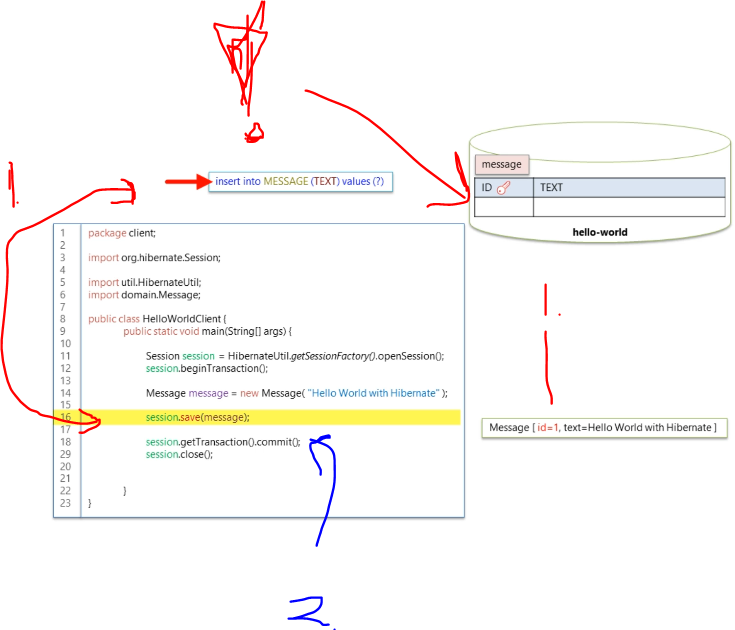 message
ID TEXT
hello-world
1.
insert into MESSAGE (TEXT) values (?)
1 package client;
2
3 import org.hibernate.Session;
4
5 import util.HibernateUtil;
6 import domain.Message;
7
8 public class HelloWorldClient {
9 public static void main(String[] args) {
10
11 Session session = HibernateUtil.getSessionFactory().openSession();
12 session.beginTransaction();
13
14 Message message = new Message( "Hello World with Hibernate" );
15
16 session.save(message);
17
18 session.getTransaction().commit();
29 session.close();
20
21
22 }
23 }
1.
Message [ id=1, text=Hello World with Hibernate ]
2.